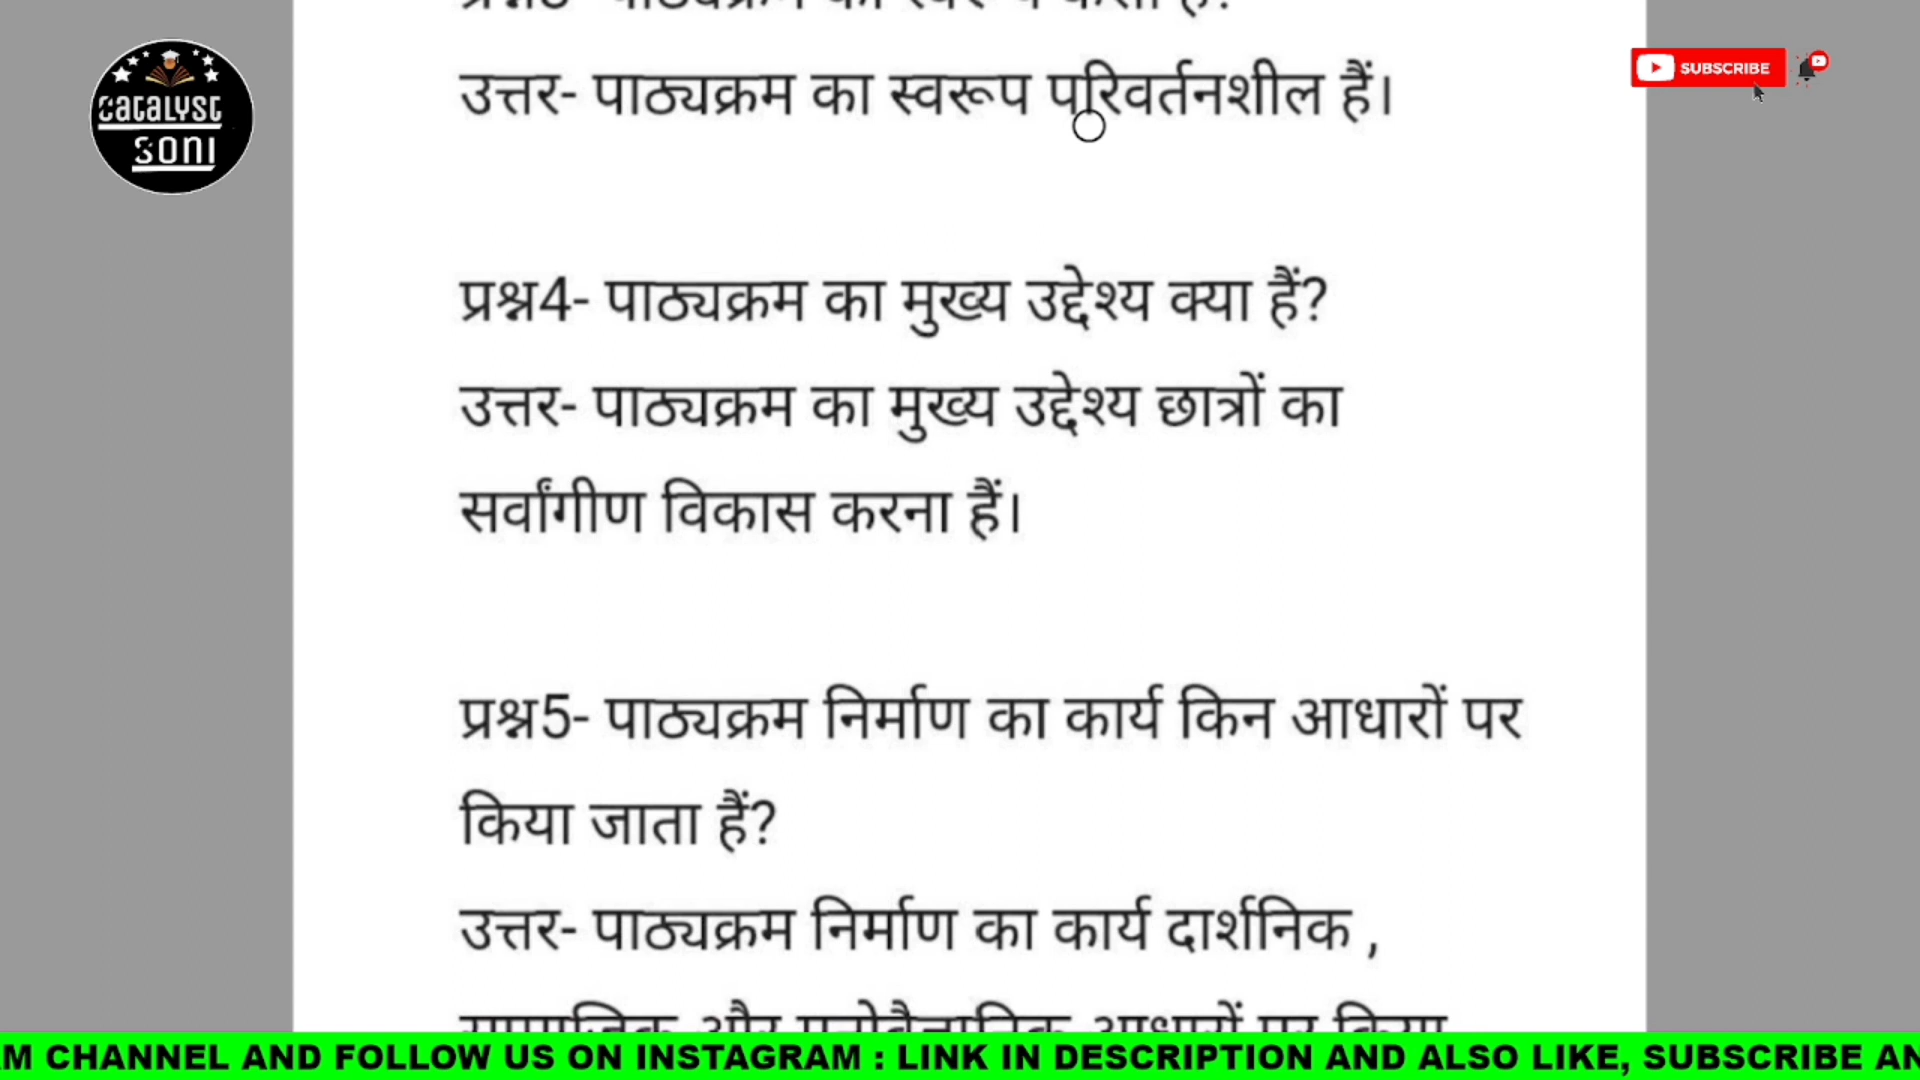 CATALYST
SONI
SUBSCRIBE
उत्तर- पाठ्यक्रम का स्वरूप परिवर्तनशील हैं।
प्रश्न4- पाठ्यक्रम का मुख्य उद्देश्य क्या हैं?
उत्तर- पाठ्यक्रम का मुख्य उद्देश्य छात्रों का
सर्वांगीण विकास करना हैं।
प्रश्न5- पाठ्यक्रम निर्माण का कार्य किन आधारों पर
किया जाता हैं?
उत्तर- पाठ्यक्रम निर्माण का कार्य दार्शनिक ,
M CHANNEL AND FOLLOW US ON INSTAGRAM : LINK IN DESCRIPTION AND ALSO LIKE, SUBSCRIBE AN